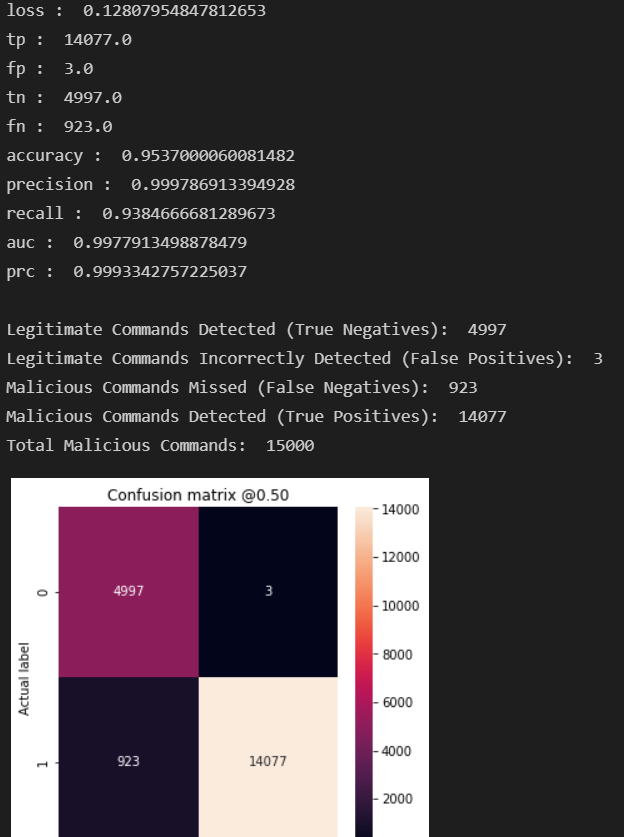 loss :  0.12807954847812653
tp :  14077.0
fp :  3.0
tn :  4997.0
fn :  923.0
accuracy :  0.9537000060081482
precision :  0.999786913394928
recall :  0.9384666681289673
auc :  0.9977913498878479
prc :  0.9993342757225037
Legitimate Commands Detected (True Negatives):  4997
Legitimate Commands Incorrectly Detected (False Positives):  3
Malicious Commands Missed (False Negatives):  923
Malicious Commands Detected (True Positives):  14077
Total Malicious Commands:  15000
Confusion matrix @0.50
Actual label
0
4997
3
1
923
14077
14000
12000
10000
8000
6000
4000
2000